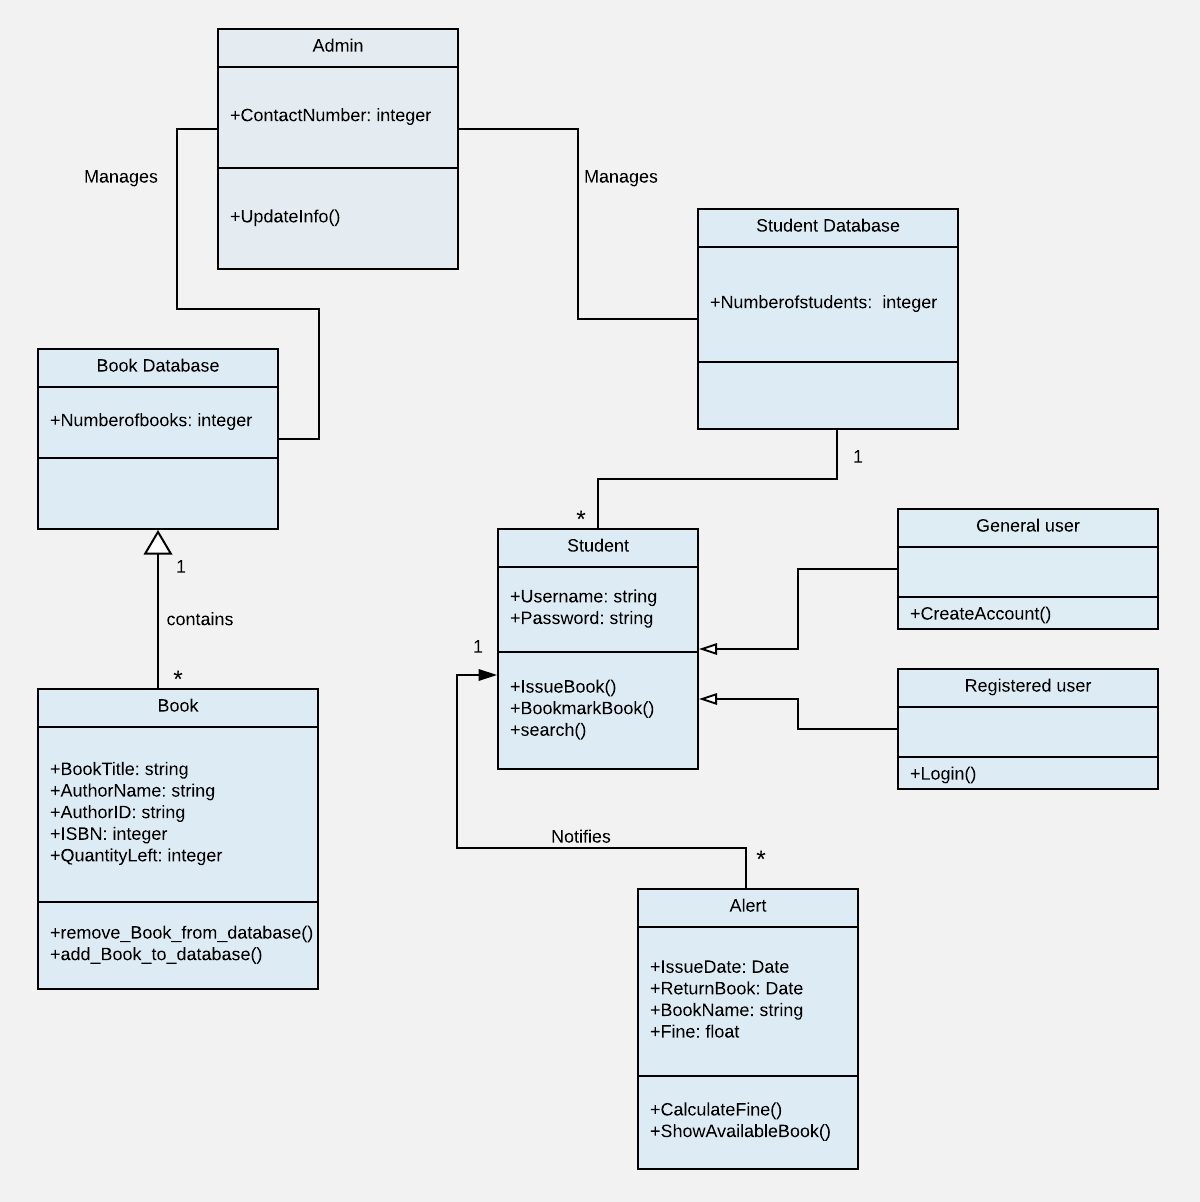 Admin
+ContactNumber: integer
+UpdateInfo()
Manages
Manages
Student Database
+Numberofstudents:  integer
Book Database
+Numberofbooks: integer
1
*
1
contains
*
Student
+Username: string
+Password: string
+IssueBook()
+BookmarkBook()
+search()
General user
+CreateAccount()
Registered user
+Login()
1
Notifies
*
Book
+BookTitle: string
+AuthorName: string
+AuthorID: string
+ISBN: integer
+QuantityLeft: integer
+remove_Book_from_database()
+add_Book_to_database()
Alert
+IssueDate: Date
+ReturnBook: Date
+BookName: string
+Fine: float
+CalculateFine()
+ShowAvailableBook()